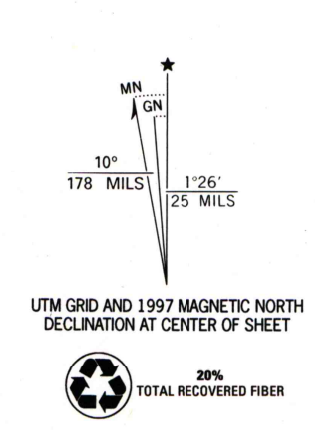 ★
MN
GN
10°
178 MILS
1°26′
25 MILS
UTM GRID AND 1997 MAGNETIC NORTH
DECLINATION AT CENTER OF SHEET
20%
TOTAL RECOVERED FIBER